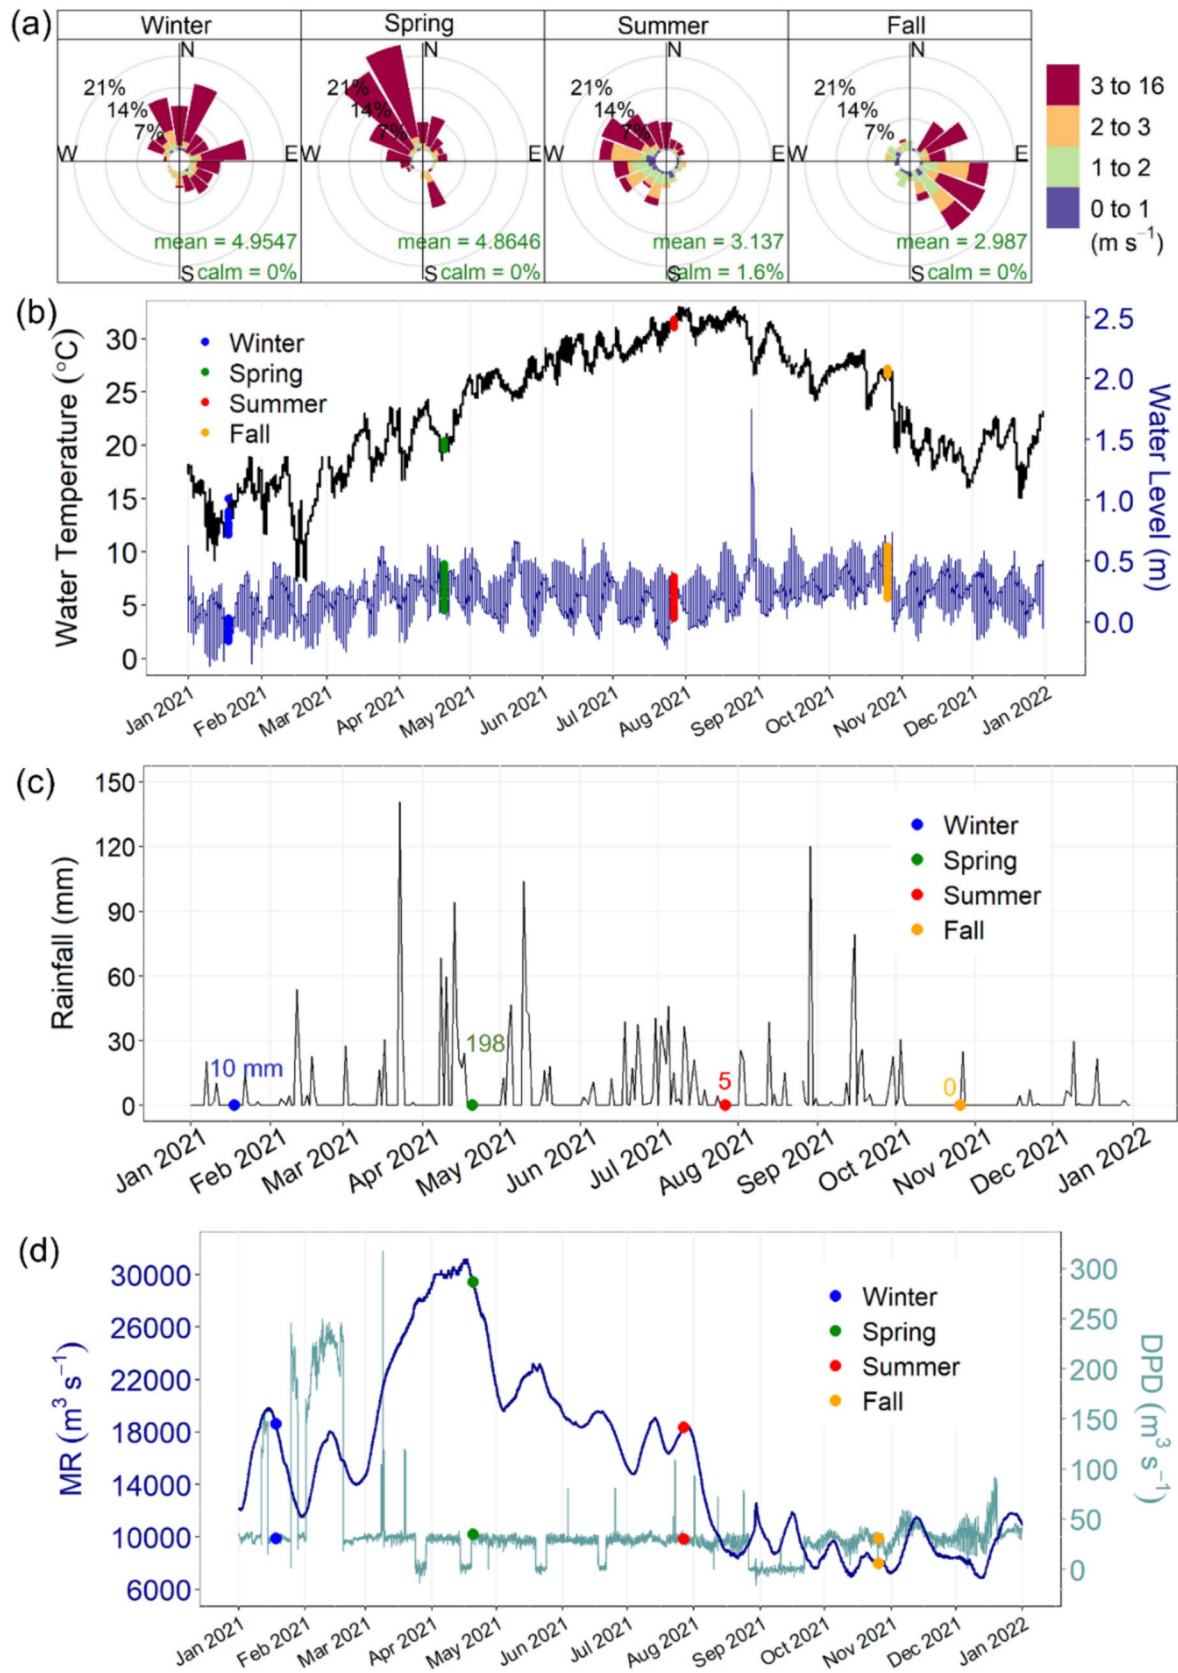 (a)
Winter Spring Summer Fall
N N N N
21% 21% 21% 21%
14% 14% 14% 14%
7% 7% 7% 7%
W E W E W E W E
mean = 4.9547 mean = 4.8646 mean = 3.137 mean = 2.987
S calm = 0% S calm = 0% S calm = 1.6% S calm = 0%
3 to 16
2 to 3
1 to 2
0 to 1
(m s⁻¹)
(b)
Water Temperature (°C)
30
25
20
15
10
5
0
Winter
Spring
Summer
Fall
2.5
2.0
1.5
1.0
0.5
0.0
Water Level (m)
Jan 2021 Feb 2021 Mar 2021 Apr 2021 May 2021 Jun 2021 Jul 2021 Aug 2021 Sep 2021 Oct 2021 Nov 2021 Dec 2021 Jan 2022
(c)
Rainfall (mm)
150
120
90
60
30
0
Winter
Spring
Summer
Fall
10 mm
198
5
0
Jan 2021 Feb 2021 Mar 2021 Apr 2021 May 2021 Jun 2021 Jul 2021 Aug 2021 Sep 2021 Oct 2021 Nov 2021 Dec 2021 Jan 2022
(d)
MR (m³ s⁻¹)
30000
26000
22000
18000
14000
10000
6000
Winter
Spring
Summer
Fall
300
250
200
150
100
50
0
DPD (m³ s⁻¹)
Jan 2021 Feb 2021 Mar 2021 Apr 2021 May 2021 Jun 2021 Jul 2021 Aug 2021 Sep 2021 Oct 2021 Nov 2021 Dec 2021 Jan 2022